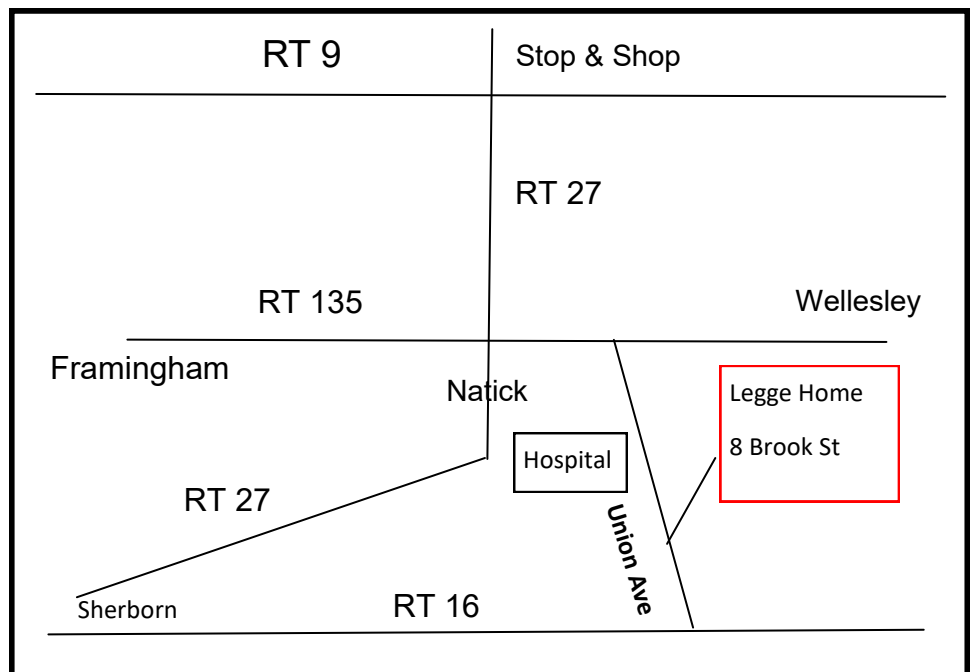 RT 9
Stop & Shop
RT 27
RT 135
Wellesley
Framingham
Natick
Legge Home
8 Brook St
Hospital
RT 27
Union Ave
Sherborn
RT 16